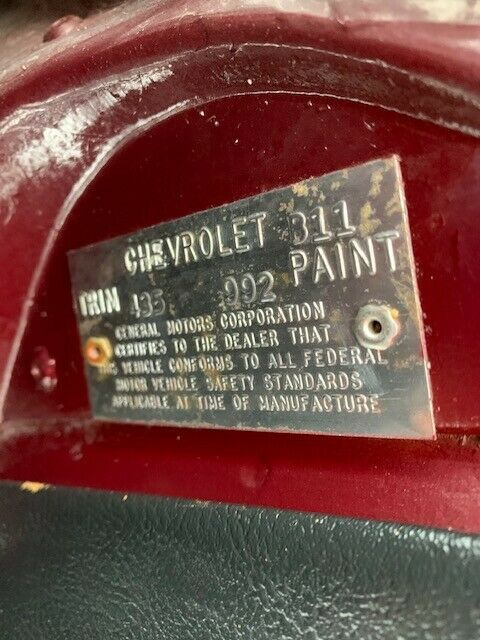 CHEVROLET 311
TRIM 435 992 PAINT
GENERAL MOTORS CORPORATION
CERTIFIES TO THE DEALER THAT
THIS VEHICLE CONFORMS TO ALL FEDERAL
MOTOR VEHICLE SAFETY STANDARDS
APPLICABLE AT TIME OF MANUFACTURE